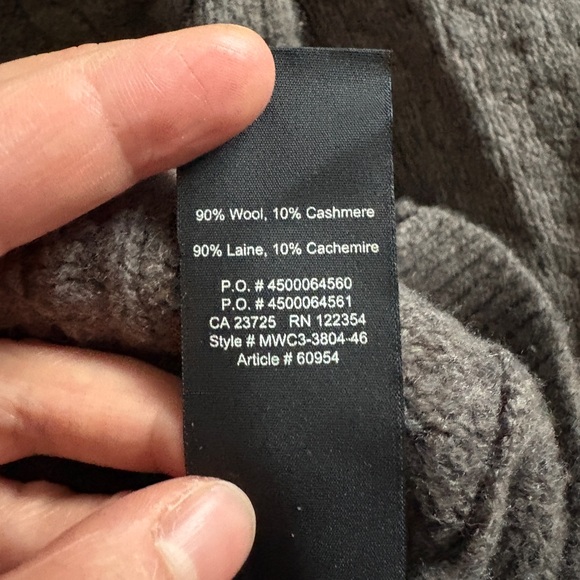 90% Wool, 10% Cashmere
90% Laine, 10% Cachemire
P.O. # 4500064560
P.O. # 4500064561
CA 23725 RN 122354
Style # MWC3-3804-46
Article # 60954